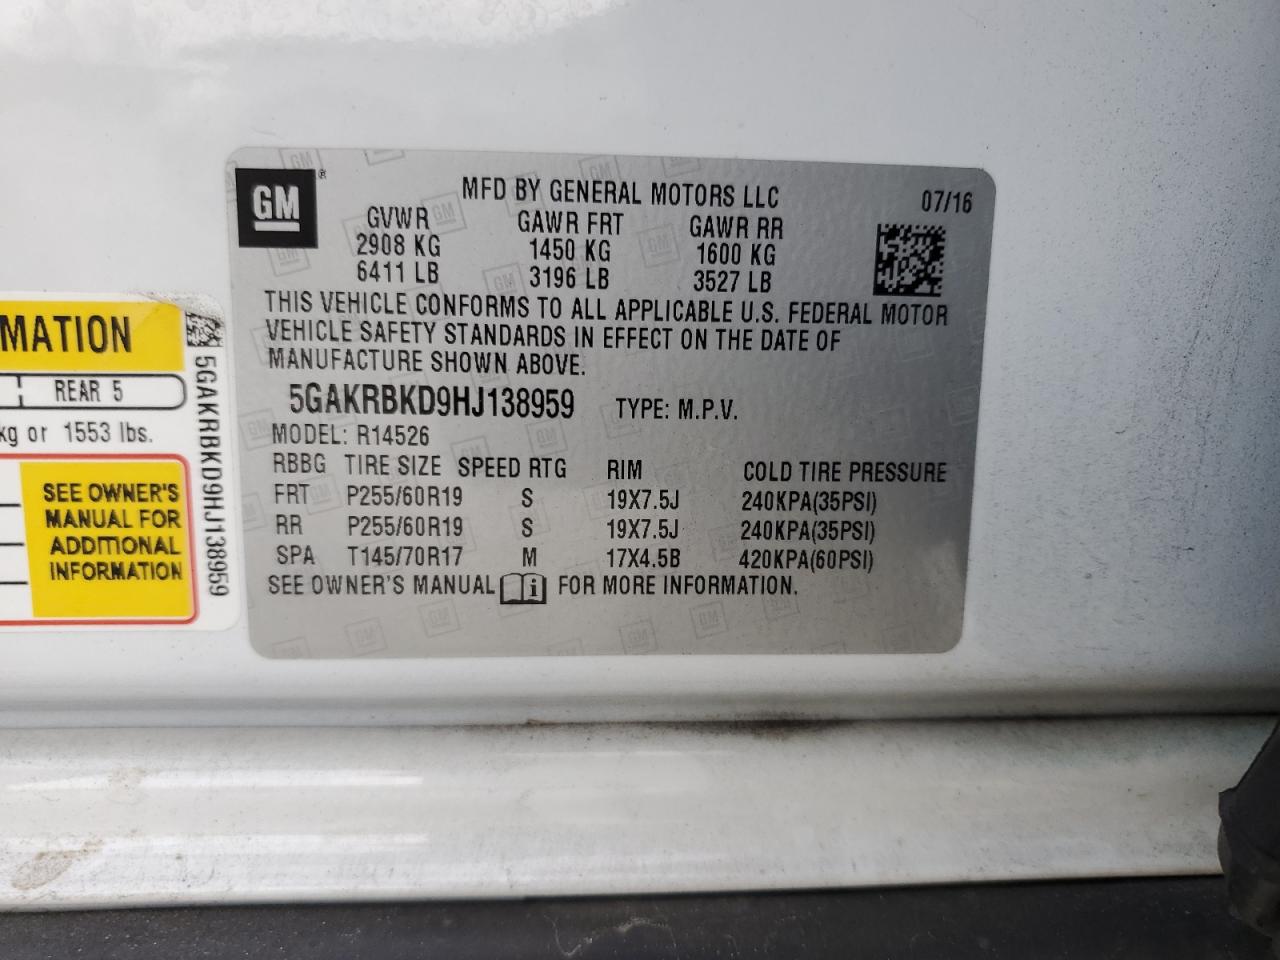 GM®
MFD BY GENERAL MOTORS LLC 07/16
GVWR GAWR FRT GAWR RR
2908 KG 1450 KG 1600 KG
6411 LB 3196 LB 3527 LB
THIS VEHICLE CONFORMS TO ALL APPLICABLE U.S. FEDERAL MOTOR
VEHICLE SAFETY STANDARDS IN EFFECT ON THE DATE OF
MANUFACTURE SHOWN ABOVE.
5GAKRBKD9HJ138959 TYPE: M.P.V.
MODEL: R14526
RBBG TIRE SIZE SPEED RTG RIM COLD TIRE PRESSURE
FRT P255/60R19 S 19X7.5J 240KPA(35PSI)
RR P255/60R19 S 19X7.5J 240KPA(35PSI)
SPA T145/70R17 M 17X4.5B 420KPA(60PSI)
SEE OWNER'S MANUAL i FOR MORE INFORMATION.
MATION
REAR 5
kg or 1553 lbs.
SEE OWNER'S
MANUAL FOR
ADDITIONAL
INFORMATION
5GAKRBKD9HJ138959